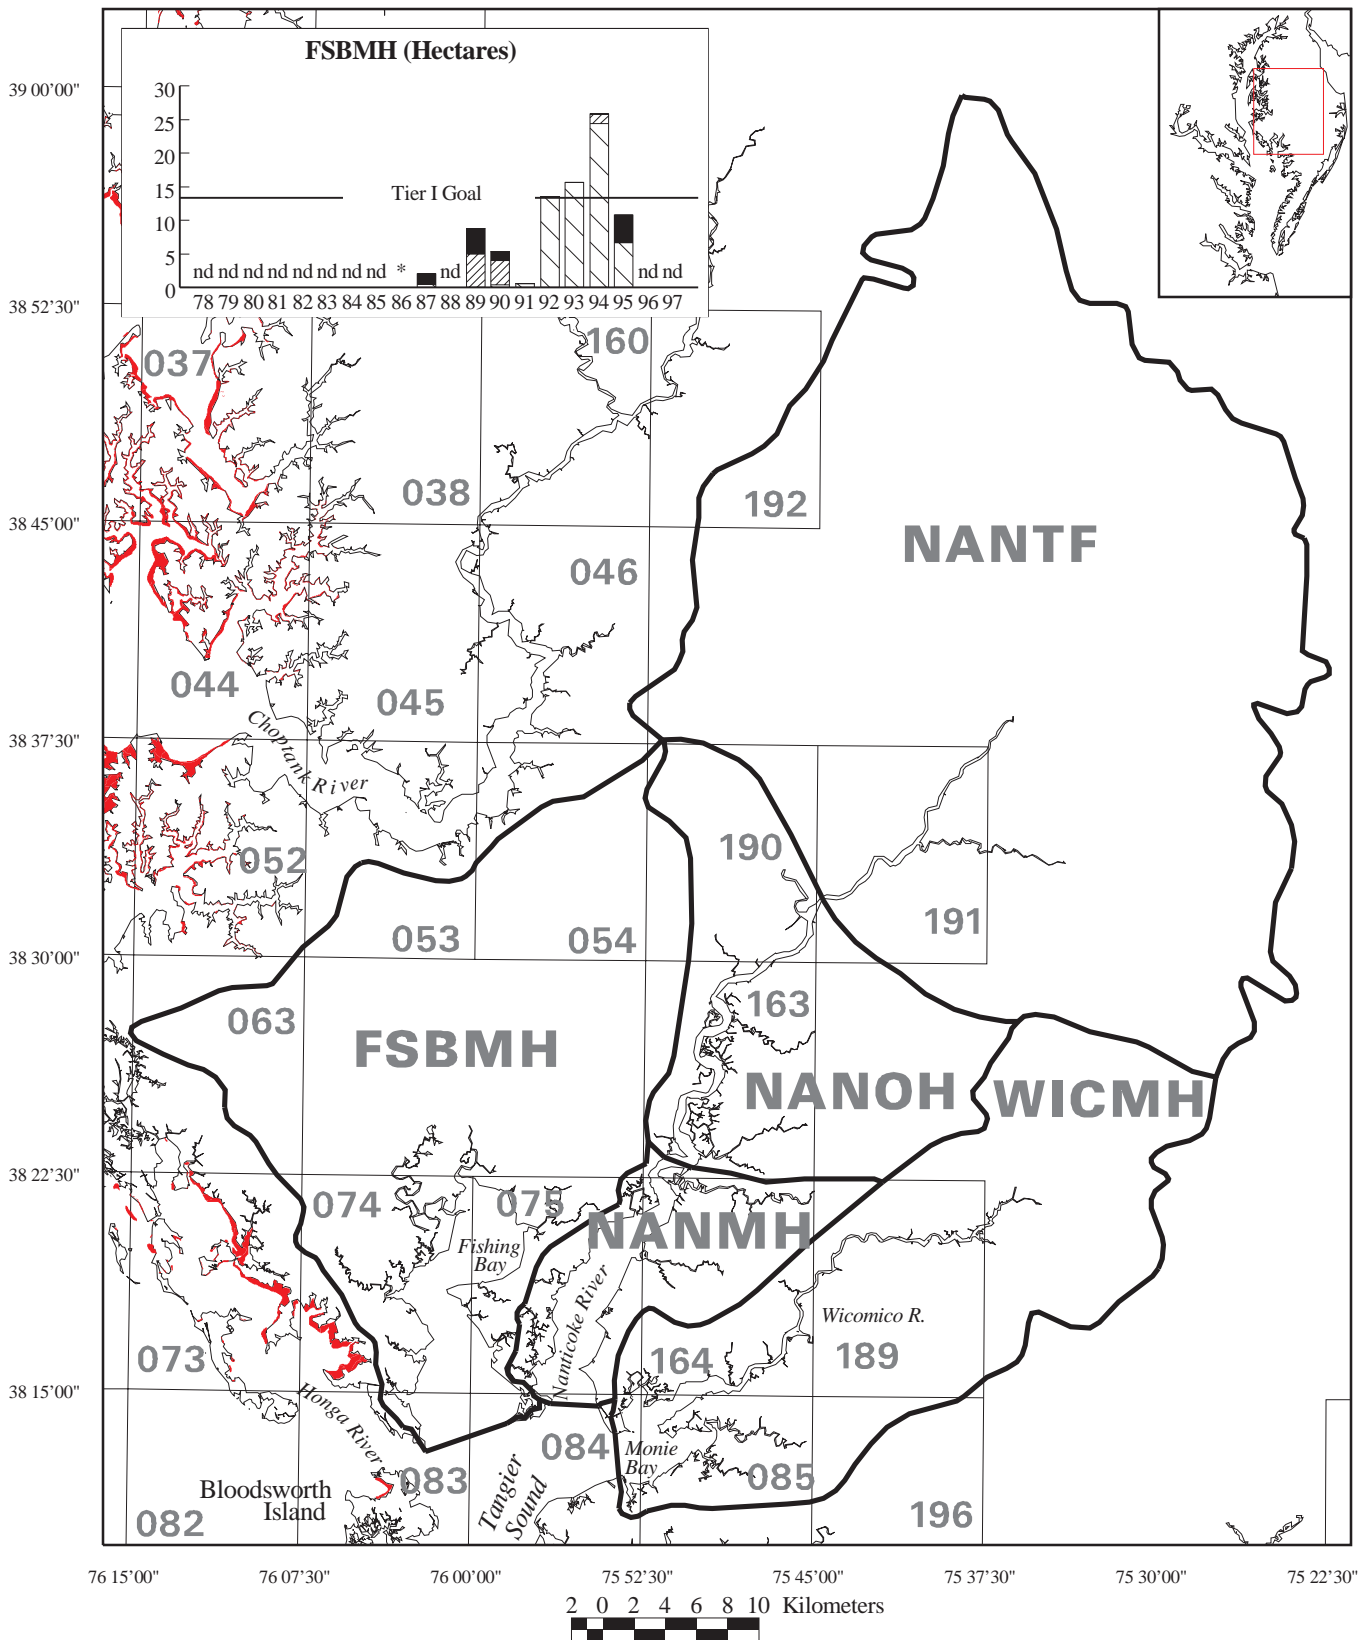 FSBMH (Hectares)
30
25
20
15
10
5
0
Tier I Goal
nd nd nd nd nd nd nd nd * nd nd nd
78 79 80 81 82 83 84 85 86 87 88 89 90 91 92 93 94 95 96 97
39 00'00"
38 52'30"
38 45'00"
38 37'30"
38 30'00"
38 22'30"
38 15'00"
037
160
038
192
NANTF
046
044
045
Choptank River
190
052
191
053
054
163
063
FSBMH
NANOH
WICMH
074
075
NANMH
Fishing
Bay
Nanticoke River
Wicomico R.
073
164
189
Honga River
084
Monie
Bay
083
085
Tangier
Sound
Bloodsworth
Island
082
196
76 15'00"
76 07'30"
76 00'00"
75 52'30"
75 45'00"
75 37'30"
75 30'00"
75 22'30"
2 0 2 4 6 8 10 Kilometers